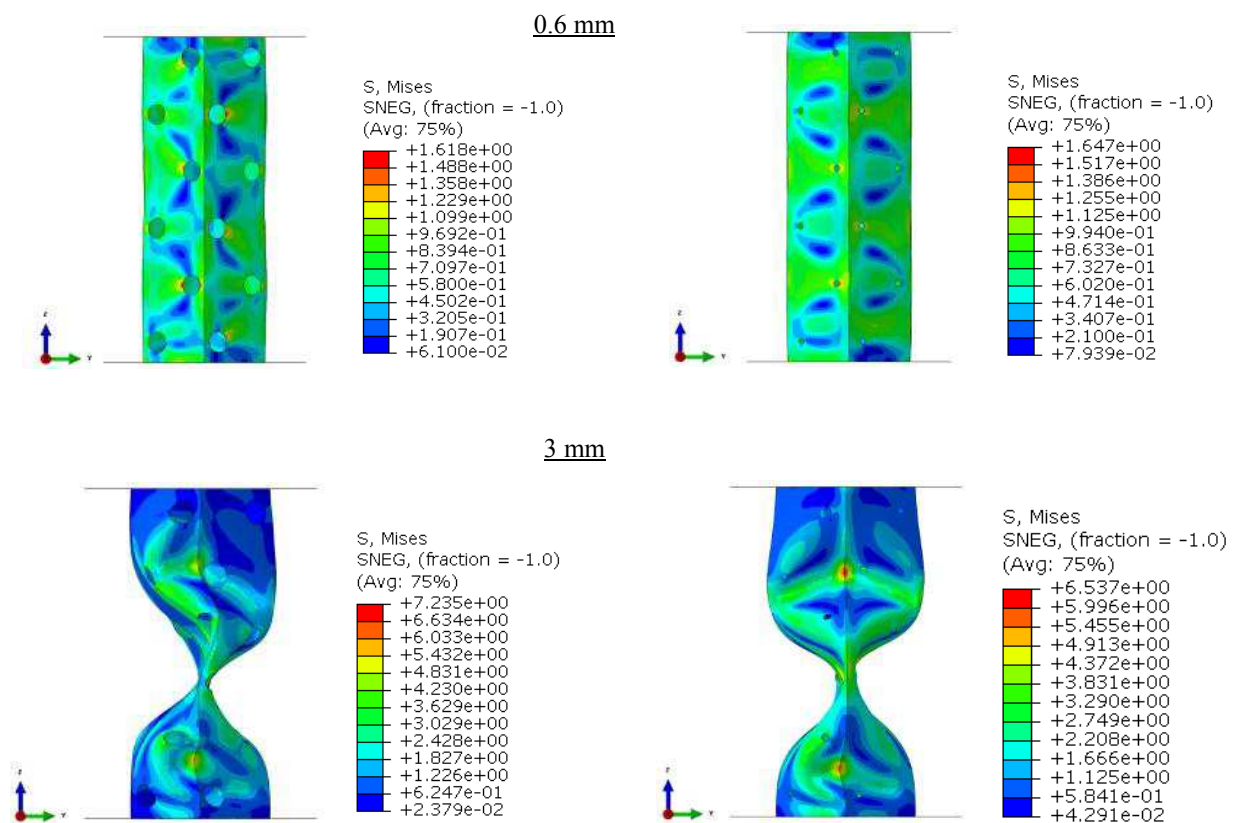 0.6 mm
S, Mises
SNEG, (fraction = -1.0)
(Avg: 75%)
+1.618e+00
+1.488e+00
+1.358e+00
+1.229e+00
+1.099e+00
+9.692e-01
+8.394e-01
+7.097e-01
+5.800e-01
+4.502e-01
+3.205e-01
+1.907e-01
+6.100e-02
z
Y
S, Mises
SNEG, (fraction = -1.0)
(Avg: 75%)
+1.647e+00
+1.517e+00
+1.386e+00
+1.255e+00
+1.125e+00
+9.940e-01
+8.633e-01
+7.327e-01
+6.020e-01
+4.714e-01
+3.407e-01
+2.100e-01
+7.939e-02
z
Y
3 mm
S, Mises
SNEG, (fraction = -1.0)
(Avg: 75%)
+7.235e+00
+6.634e+00
+6.033e+00
+5.432e+00
+4.831e+00
+4.230e+00
+3.629e+00
+3.029e+00
+2.428e+00
+1.827e+00
+1.226e+00
+6.247e-01
+2.379e-02
z
Y
S, Mises
SNEG, (fraction = -1.0)
(Avg: 75%)
+6.537e+00
+5.996e+00
+5.455e+00
+4.913e+00
+4.372e+00
+3.831e+00
+3.290e+00
+2.749e+00
+2.208e+00
+1.666e+00
+1.125e+00
+5.841e-01
+4.291e-02
z
Y